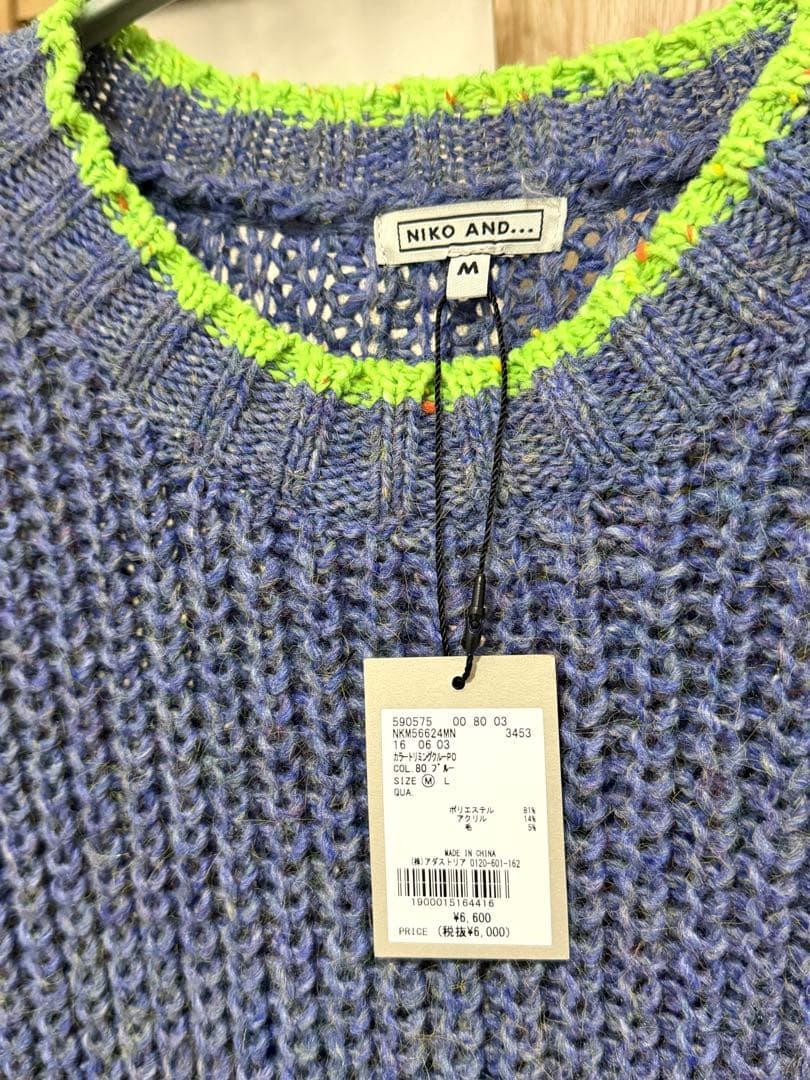 NIKO AND...
M
590575 00 80 03
NKM56624MN 3453
16 06 03
カラートリミングクルーPO
COL.80 ブルー
SIZE Ⓜ L
QUA.
ポリエステル 81%
アクリル 14%
毛 5%
MADE IN CHINA
(株)アダストリア 0120-601-162
1900015164416
¥6,600
PRICE (税抜¥6,000)